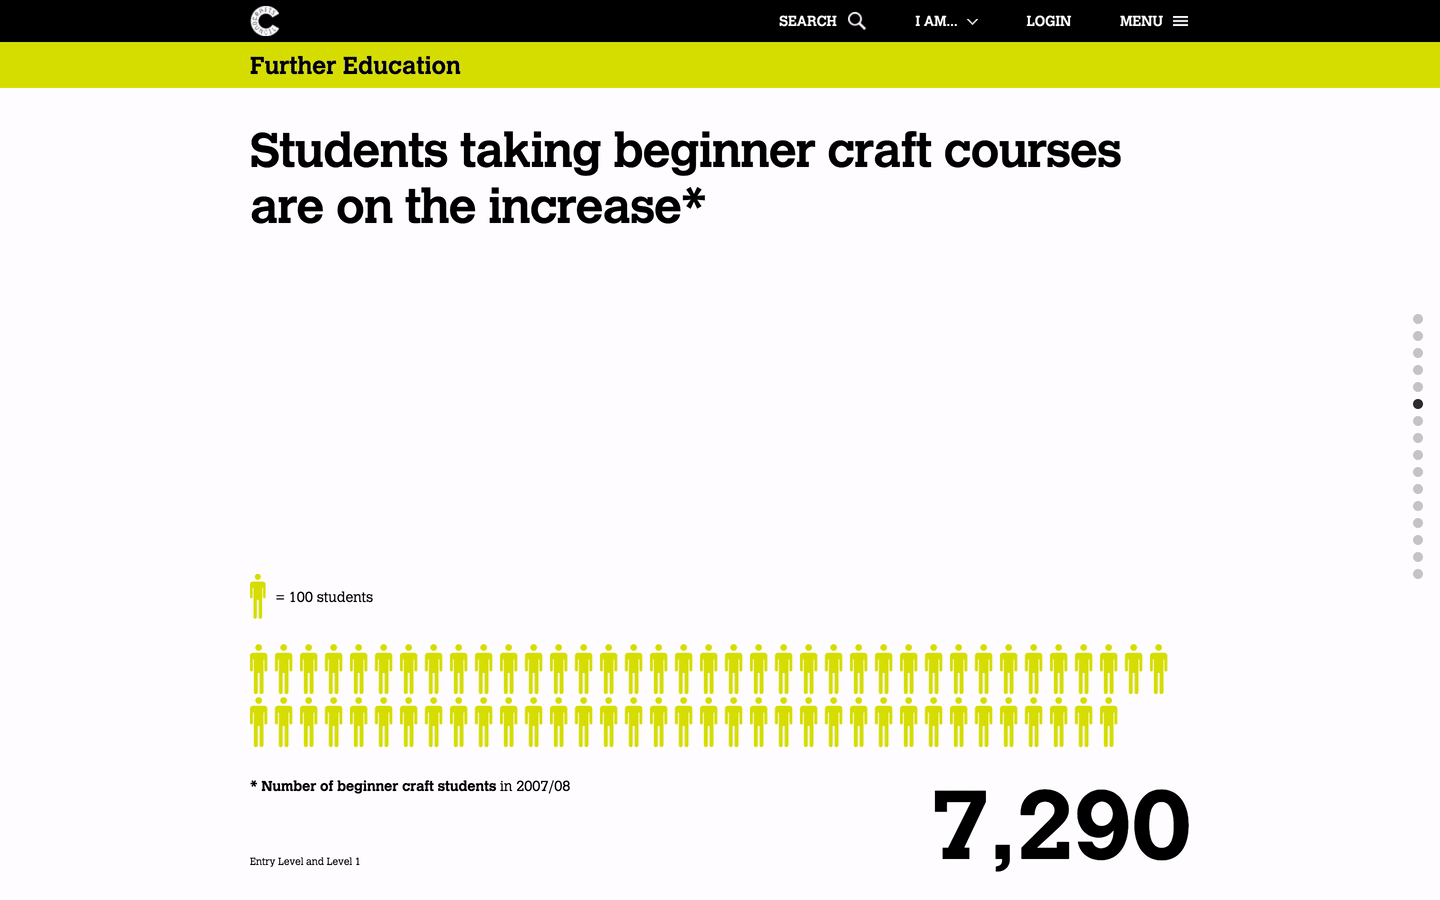 SEARCH I AM... LOGIN MENU
Further Education
Students taking beginner craft courses
are on the increase*
= 100 students
* Number of beginner craft students in 2007/08
7,290
Entry Level and Level 1